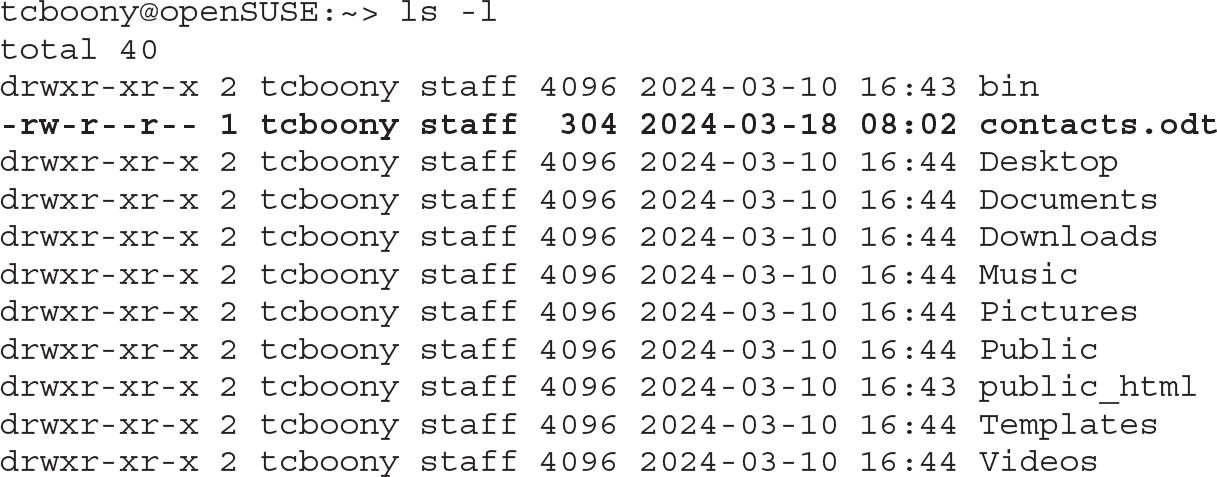 tcboony@openSUSE:~> ls -l
total 40
drwxr-xr-x 2 tcboony staff 4096 2024-03-10 16:43 bin
-rw-r--r-- 1 tcboony staff  304 2024-03-18 08:02 contacts.odt
drwxr-xr-x 2 tcboony staff 4096 2024-03-10 16:44 Desktop
drwxr-xr-x 2 tcboony staff 4096 2024-03-10 16:44 Documents
drwxr-xr-x 2 tcboony staff 4096 2024-03-10 16:44 Downloads
drwxr-xr-x 2 tcboony staff 4096 2024-03-10 16:44 Music
drwxr-xr-x 2 tcboony staff 4096 2024-03-10 16:44 Pictures
drwxr-xr-x 2 tcboony staff 4096 2024-03-10 16:44 Public
drwxr-xr-x 2 tcboony staff 4096 2024-03-10 16:43 public_html
drwxr-xr-x 2 tcboony staff 4096 2024-03-10 16:44 Templates
drwxr-xr-x 2 tcboony staff 4096 2024-03-10 16:44 Videos